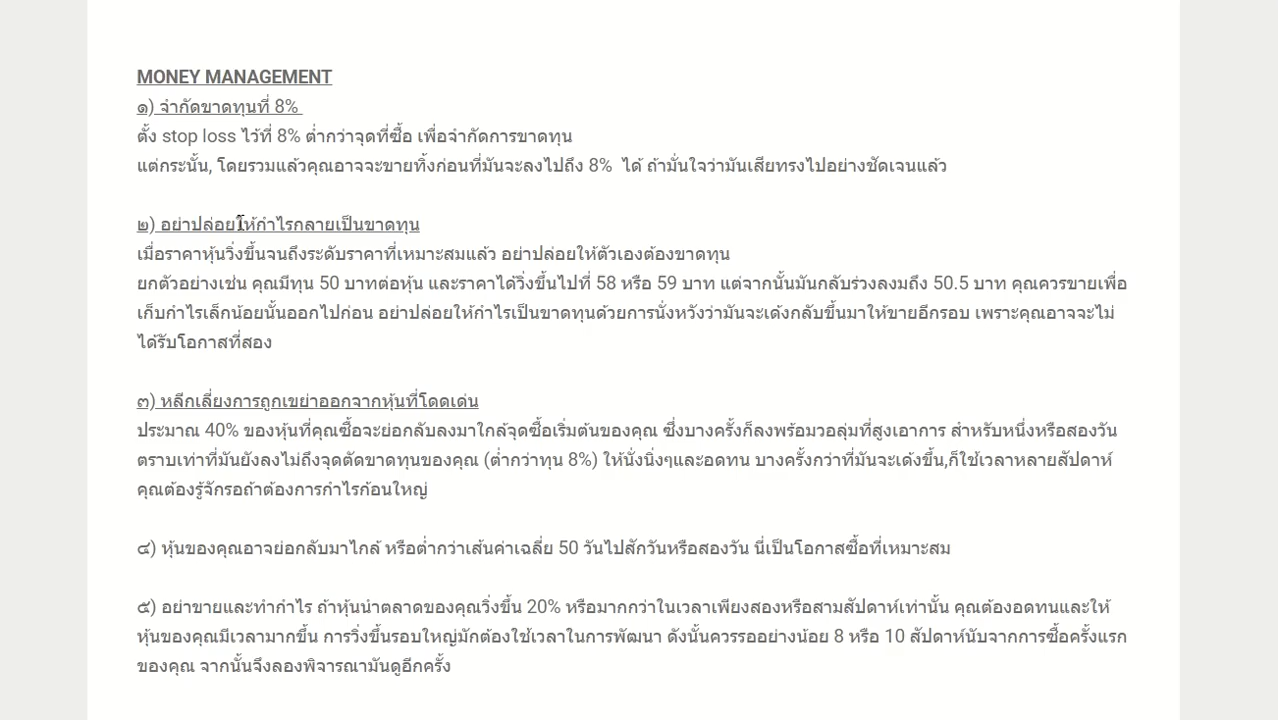 MONEY MANAGEMENT
๑) จำกัดขาดทุนที่ 8%
ตั้ง stop loss ไว้ที่ 8% ต่ำกว่าจุดที่ซื้อ เพื่อจำกัดการขาดทุน
แต่กระนั้น, โดยรวมแล้วคุณอาจจะขายทิ้งก่อนที่มันจะลงไปถึง 8%  ได้ ถ้ามั่นใจว่ามันเสียทรงไปอย่างชัดเจนแล้ว
๒) อย่าปล่อยให้กำไรกลายเป็นขาดทุน
เมื่อราคาหุ้นวิ่งขึ้นจนถึงระดับราคาที่เหมาะสมแล้ว อย่าปล่อยให้ตัวเองต้องขาดทุน
ยกตัวอย่างเช่น คุณมีทุน 50 บาทต่อหุ้น และราคาได้วิ่งขึ้นไปที่ 58 หรือ 59 บาท แต่จากนั้นมันกลับร่วงลงมถึง 50.5 บาท คุณควรขายเพื่อ
เก็บกำไรเล็กน้อยนั้นออกไปก่อน อย่าปล่อยให้กำไรเป็นขาดทุนด้วยการนั่งหวังว่ามันจะเด้งกลับขึ้นมาให้ขายอีกรอบ เพราะคุณอาจจะไม่
ได้รับโอกาสที่สอง
๓) หลีกเลี่ยงการถูกเขย่าออกจากหุ้นที่โดดเด่น
ประมาณ 40% ของหุ้นที่คุณซื้อจะย่อกลับลงมาใกล้จุดซื้อเริ่มต้นของคุณ ซึ่งบางครั้งก็ลงพร้อมวอลุ่มที่สูงเอาการ สำหรับหนึ่งหรือสองวัน
ตราบเท่าที่มันยังลงไม่ถึงจุดตัดขาดทุนของคุณ (ต่ำกว่าทุน 8%) ให้นั่งนิ่งๆและอดทน บางครั้งกว่าที่มันจะเด้งขึ้น,ก็ใช้เวลาหลายสัปดาห์
คุณต้องรู้จักรอถ้าต้องการกำไรก้อนใหญ่
๔) หุ้นของคุณอาจย่อกลับมาไกล้ หรือต่ำกว่าเส้นค่าเฉลี่ย 50 วันไปสักวันหรือสองวัน นี่เป็นโอกาสซื้อที่เหมาะสม
๕) อย่าขายและทำกำไร ถ้าหุ้นนำตลาดของคุณวิ่งขึ้น 20% หรือมากกว่าในเวลาเพียงสองหรือสามสัปดาห์เท่านั้น คุณต้องอดทนและให้
หุ้นของคุณมีเวลามากขึ้น การวิ่งขึ้นรอบใหญ่มักต้องใช้เวลาในการพัฒนา ดังนั้นควรรออย่างน้อย 8 หรือ 10 สัปดาห์นับจากการซื้อครั้งแรก
ของคุณ จากนั้นจึงลองพิจารณามันดูอีกครั้ง